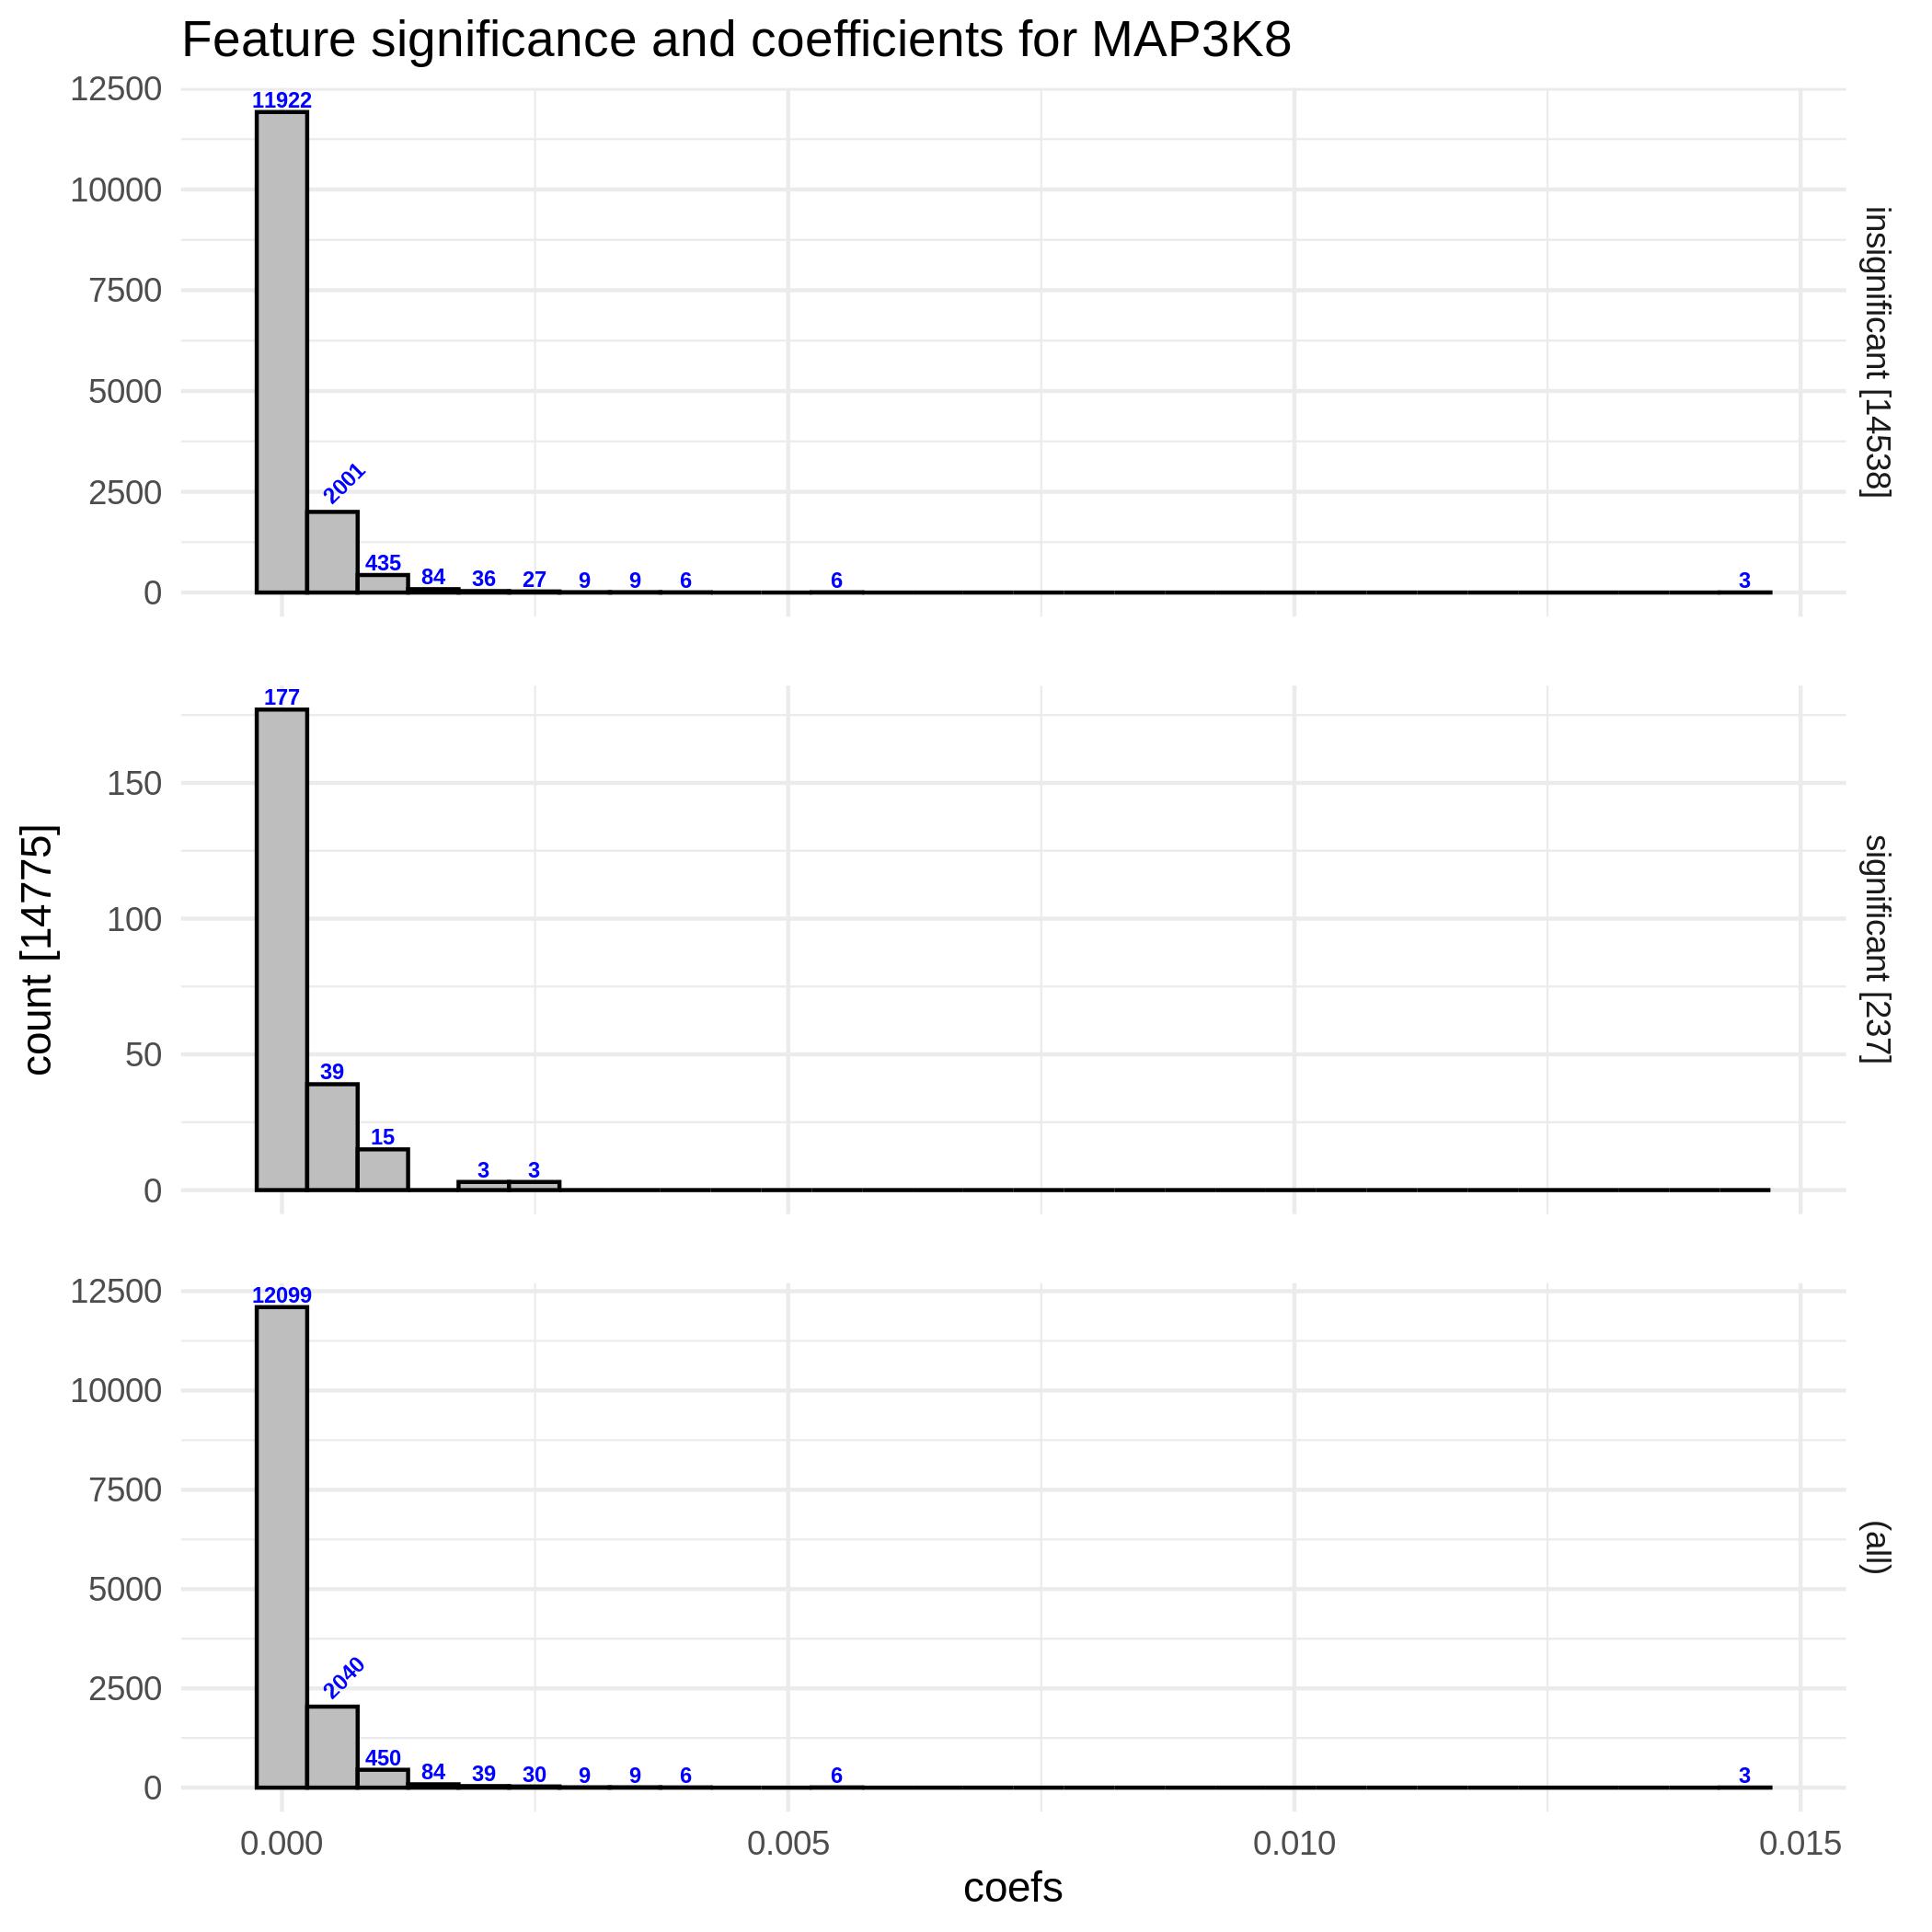 Feature significance and coefficients for MAP3K8
12500
10000
7500
5000
2500
0
11922
2001
435 84 36 27 9 9 6 6 3
insignificant [14538]
count [14775]
150
100
50
0
177
39
15
3 3
significant [237]
12500
10000
7500
5000
2500
0
12099
2040
450 84 39 30 9 9 6 6 3
(all)
0.000 0.005 0.010 0.015
coefs